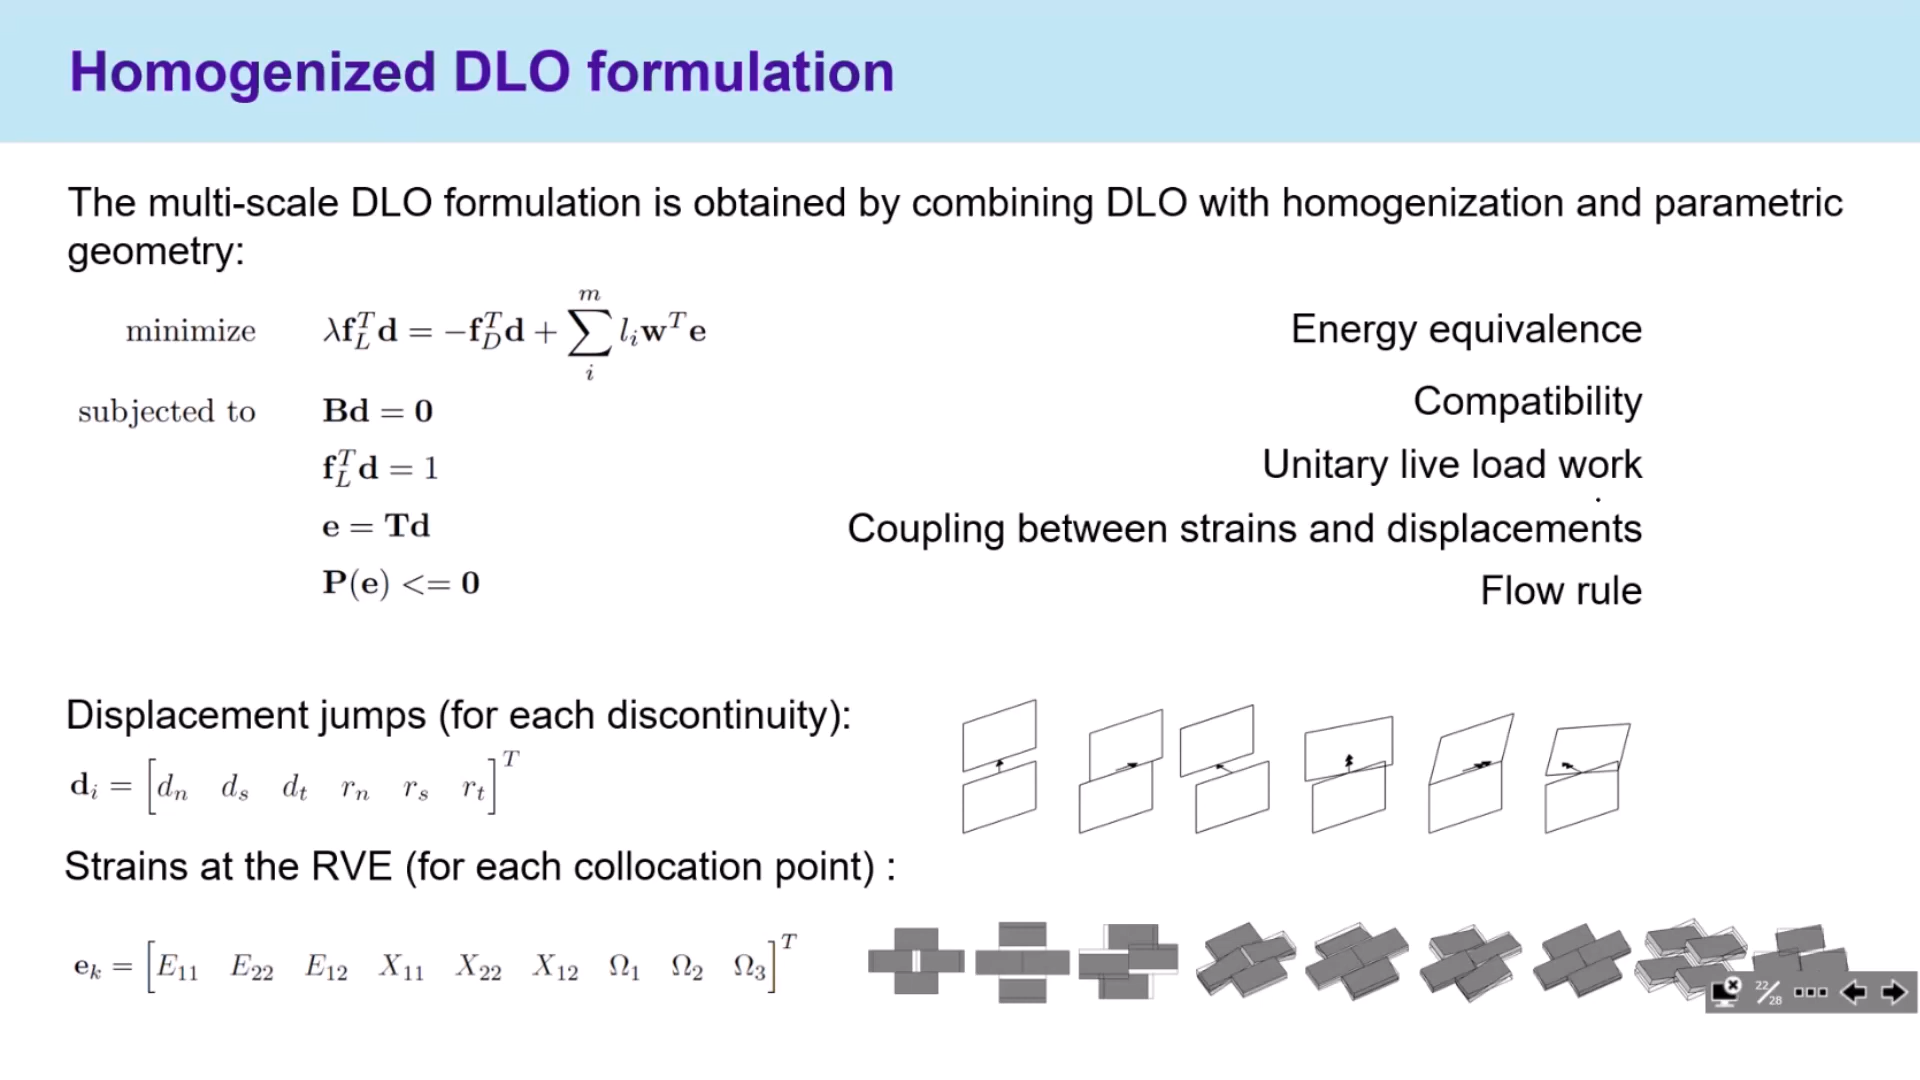 Homogenized DLO formulation
The multi-scale DLO formulation is obtained by combining DLO with homogenization and parametric
geometry:
minimize λf_L^T d = −f_D^T d + ∑_i^m l_i w^T e Energy equivalence
subjected to Bd = 0 Compatibility
f_L^T d = 1 Unitary live load work
e = Td Coupling between strains and displacements
P(e) <= 0 Flow rule
Displacement jumps (for each discontinuity):
d_i = [d_n d_s d_t r_n r_s r_t]^T
Strains at the RVE (for each collocation point) :
e_k = [E_11 E_22 E_12 X_11 X_22 X_12 Ω_1 Ω_2 Ω_3]^T
22/28